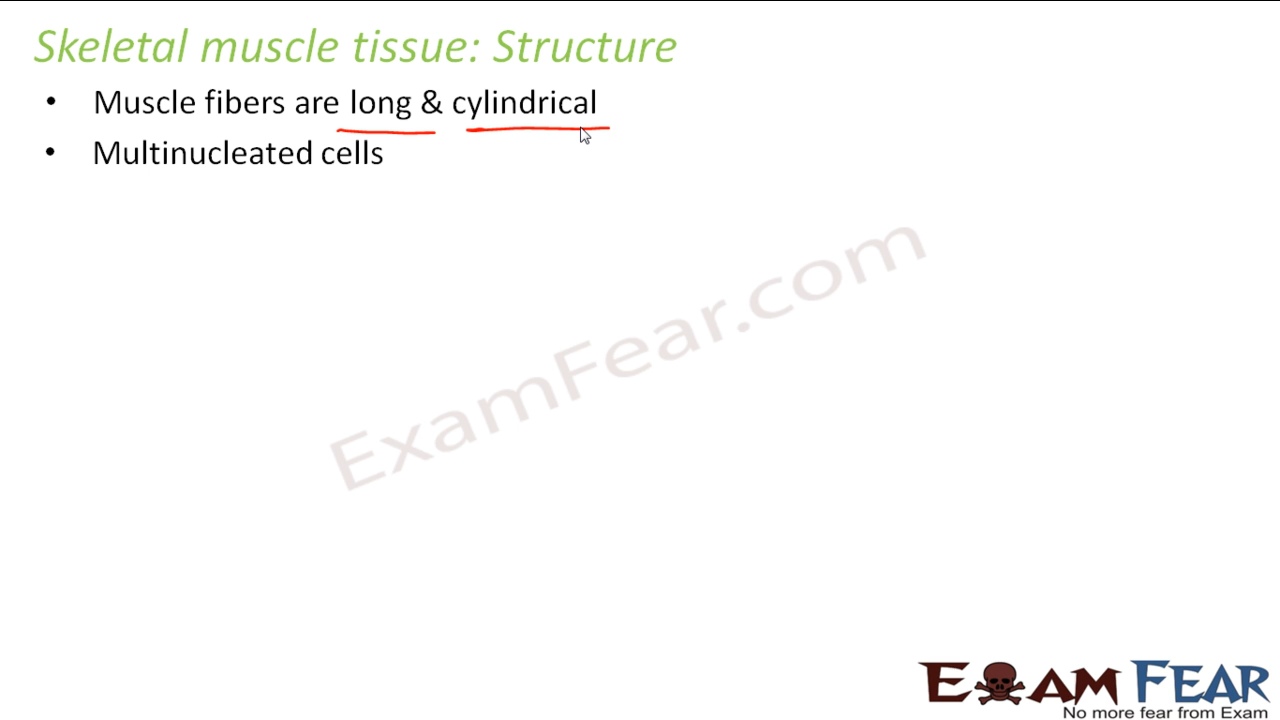 Skeletal muscle tissue: Structure
• Muscle fibers are long & cylindrical
• Multinucleated cells
ExamFear.com
EXAM FEAR
No more fear from Exam